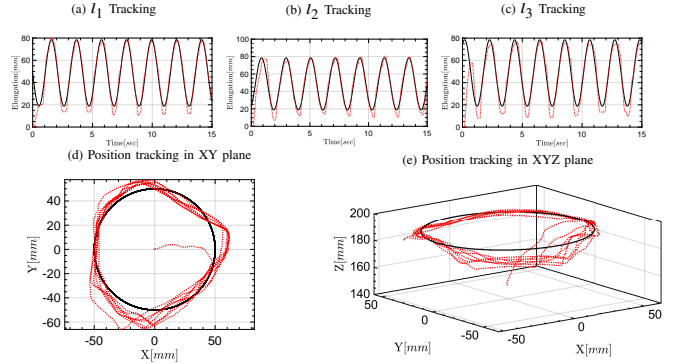 (a) l1 Tracking
(b) l2 Tracking
(c) l3 Tracking
Elongation[mm]
80
60
40
20
0
0 5 10 15
Time[sec]
Elongation[mm]
100
80
60
40
20
0
0 5 10 15
Time[sec]
Elongation[mm]
80
60
40
20
0
0 5 10 15
Time[sec]
(d) Position tracking in XY plane
(e) Position tracking in XYZ plane
Y[mm]
40
20
0
-20
-40
-60
-50 0 50
X[mm]
Z[mm]
200
180
160
140
50
0
-50
Y[mm]
-50
0
50
X[mm]